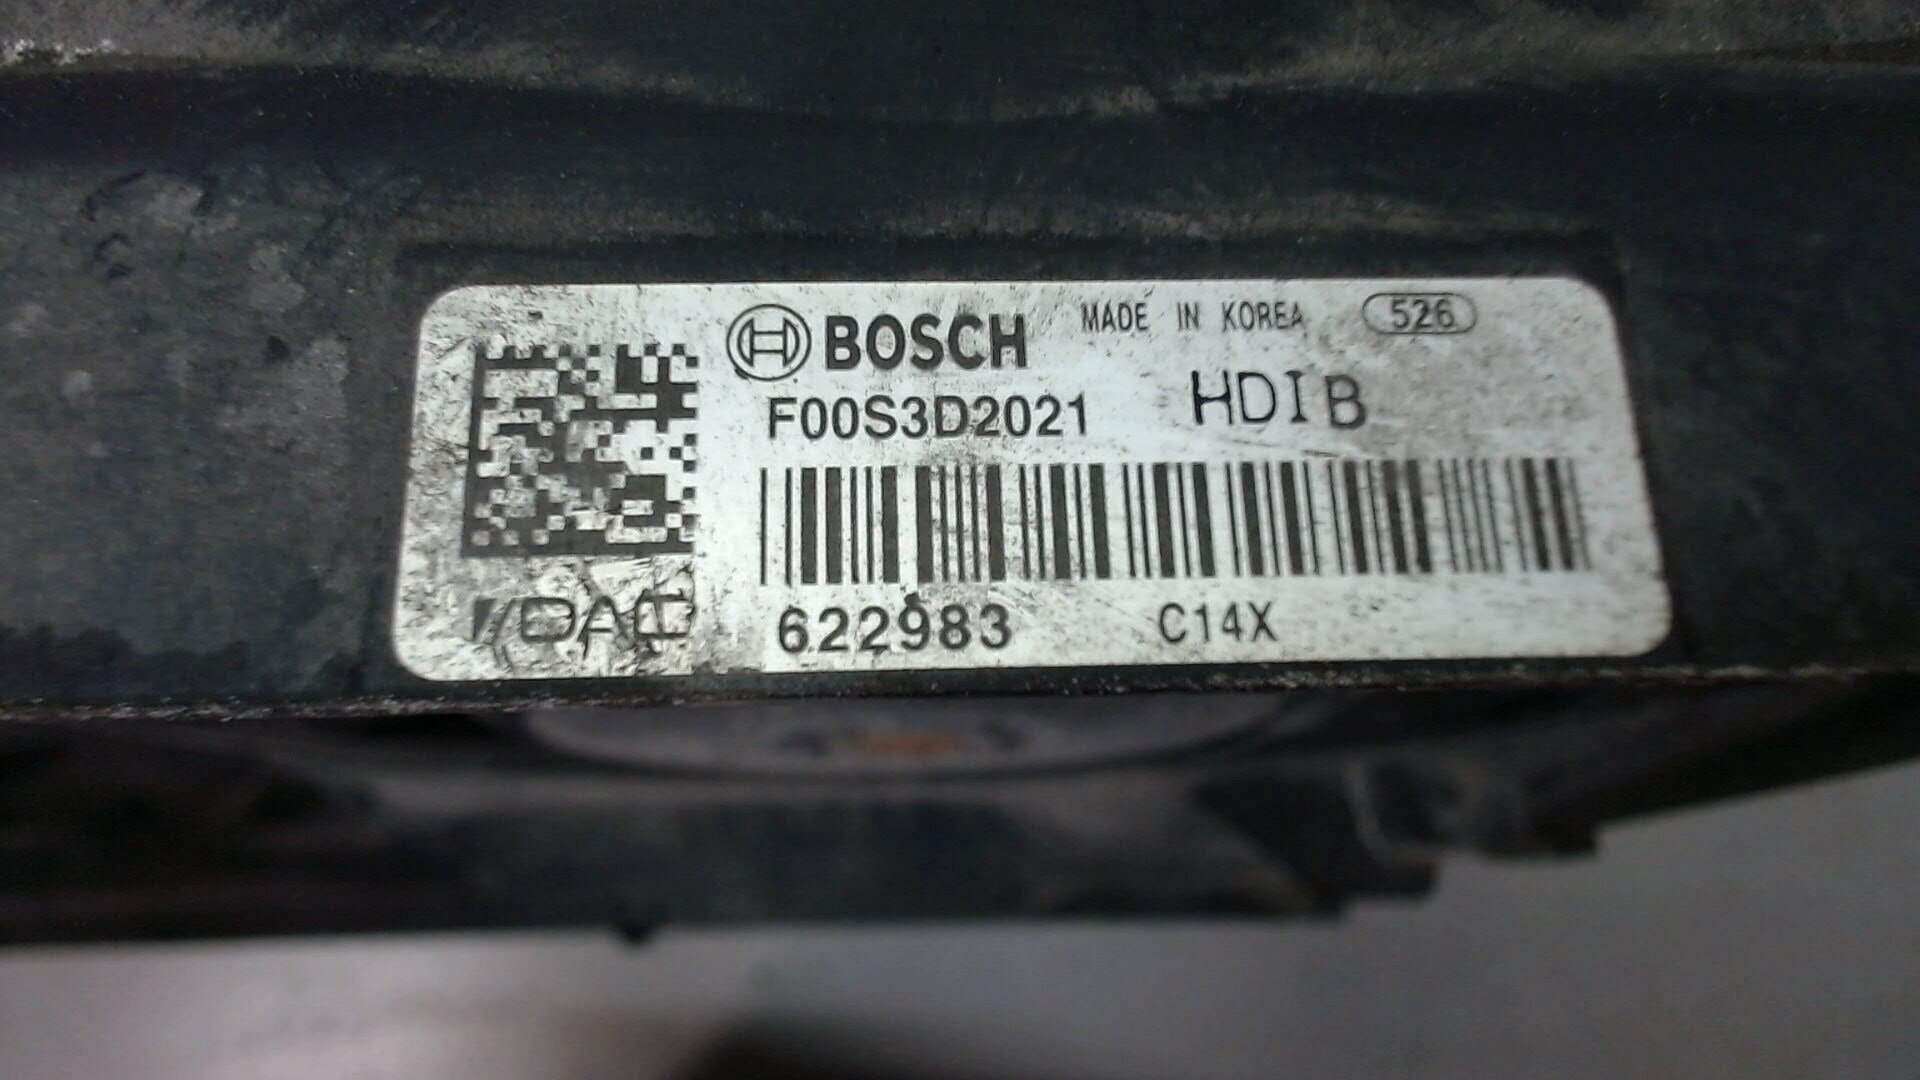 BOSCH MADE IN KOREA 526
F00S3D2021 HDIB
622983 C14X